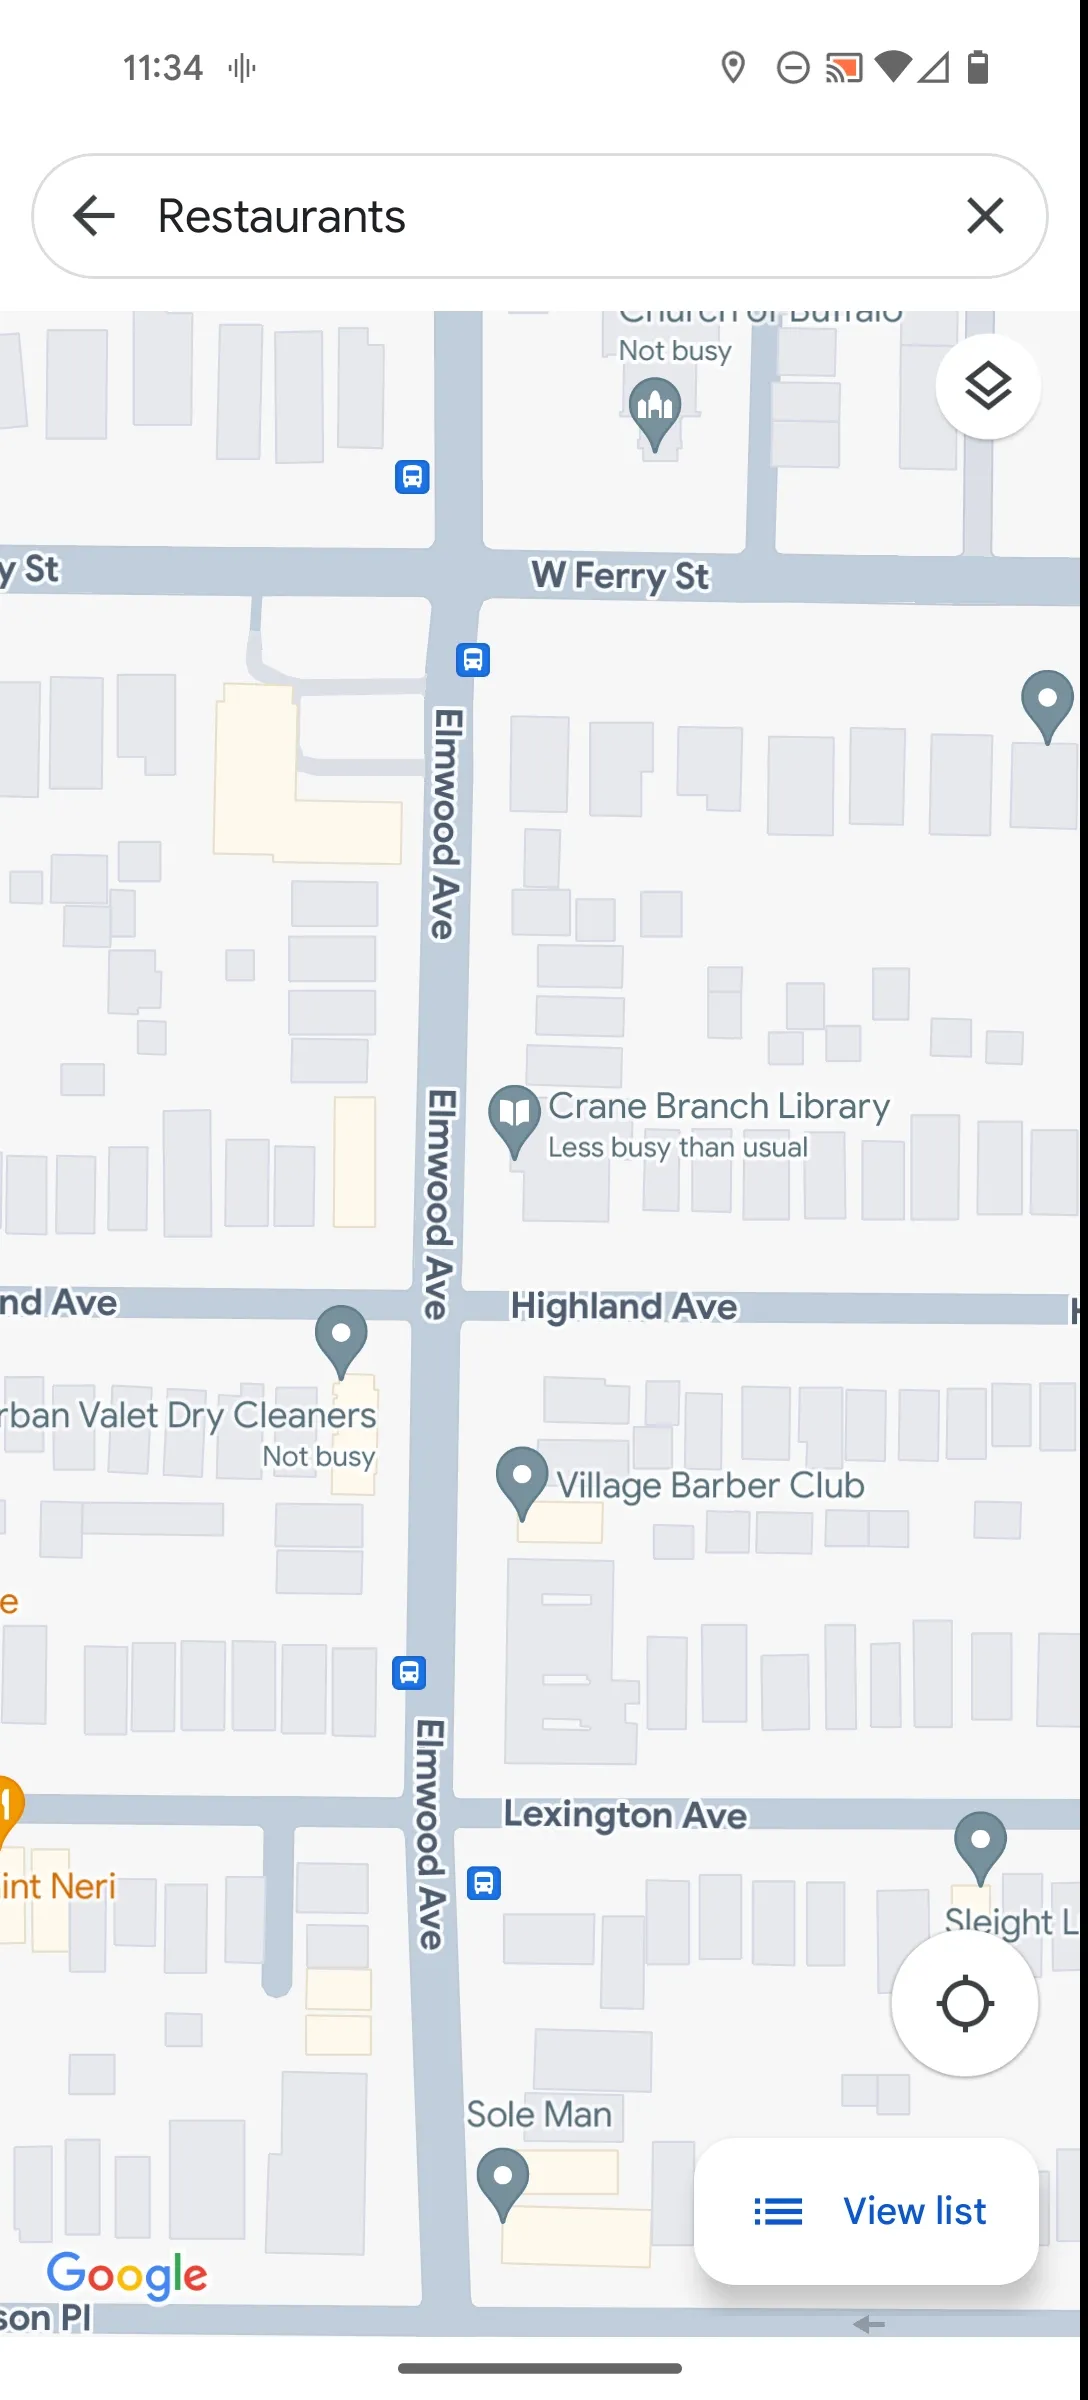 11:34
Restaurants
Church of Buffalo
Not busy
y St
W Ferry St
Elmwood Ave
Elmwood Ave
Crane Branch Library
Less busy than usual
nd Ave
Highland Ave
H
rban Valet Dry Cleaners
Not busy
Village Barber Club
e
Elmwood Ave
Lexington Ave
int Neri
Sleight L
Sole Man
View list
Google
son Pl